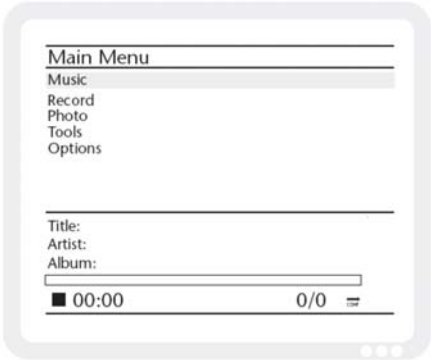 Main Menu
Music
Record
Photo
Tools
Options
Title:
Artist:
Album:
00:00 0/0